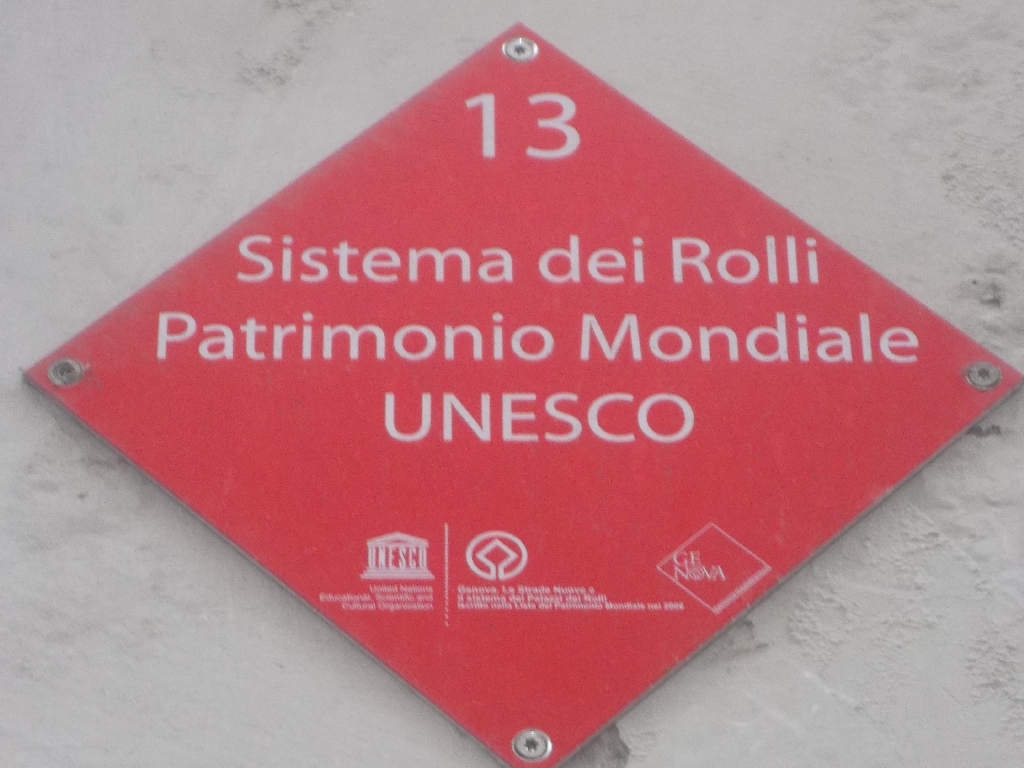 13
Sistema dei Rolli
Patrimonio Mondiale
UNESCO
UNESCO
United Nations
Educational, Scientific and
Cultural Organization
Genova, Le Strade Nuove e
il sistema dei Palazzi dei Rolli
iscritto nella Lista del Patrimonio Mondiale nel 2006
GE
NOVA